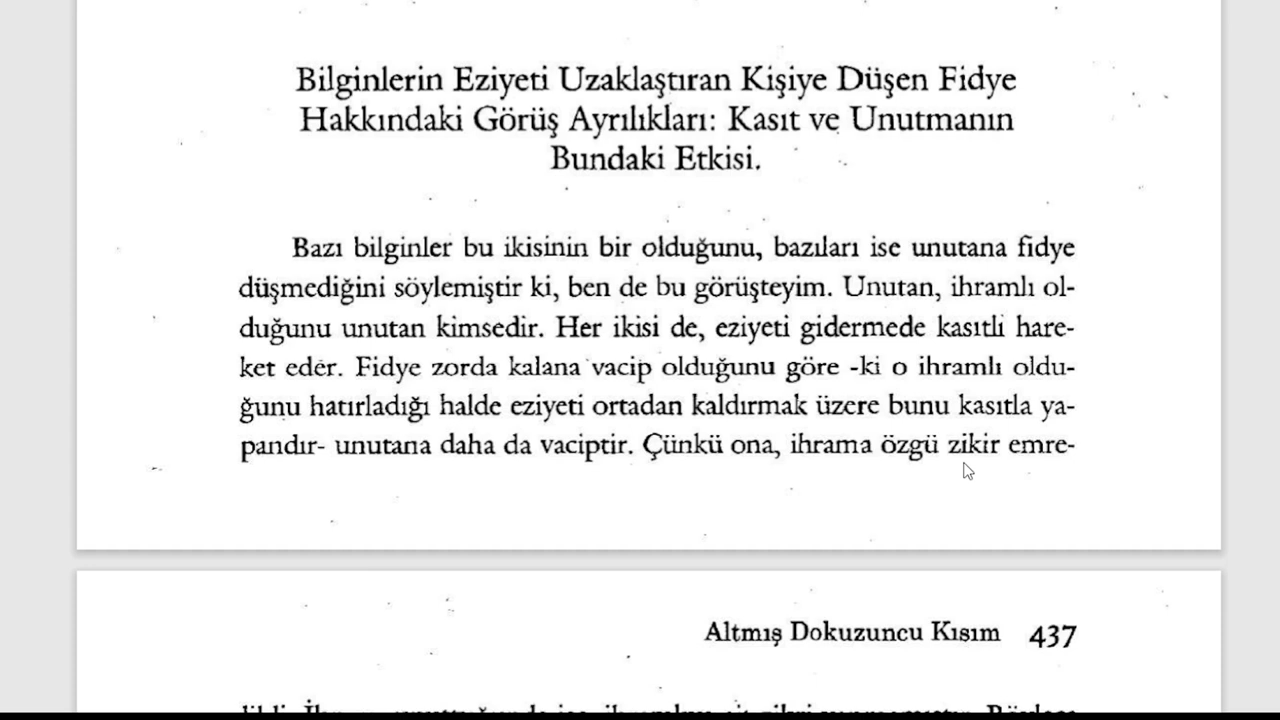 Bilginlerin Eziyeti Uzaklaştıran Kişiye Düşen Fidye
Hakkındaki Görüş Ayrılıkları: Kasıt ve Unutmanın
Bundaki Etkisi.
Bazı bilginler bu ikisinin bir olduğunu, bazıları ise unutana fidye
düşmediğini söylemiştir ki, ben de bu görüşteyim. Unutan, ihramlı ol-
duğunu unutan kimsedir. Her ikisi de, eziyeti gidermede kasıtlı hare-
ket eder. Fidye zorda kalana vacip olduğunu göre -ki o ihramlı oldu-
ğunu hatırladığı halde eziyeti ortadan kaldırmak üzere bunu kasıtla ya-
pandır- unutana daha da vaciptir. Çünkü ona, ihrama özgü zikir emre-
Altmış Dokuzuncu Kısım 437